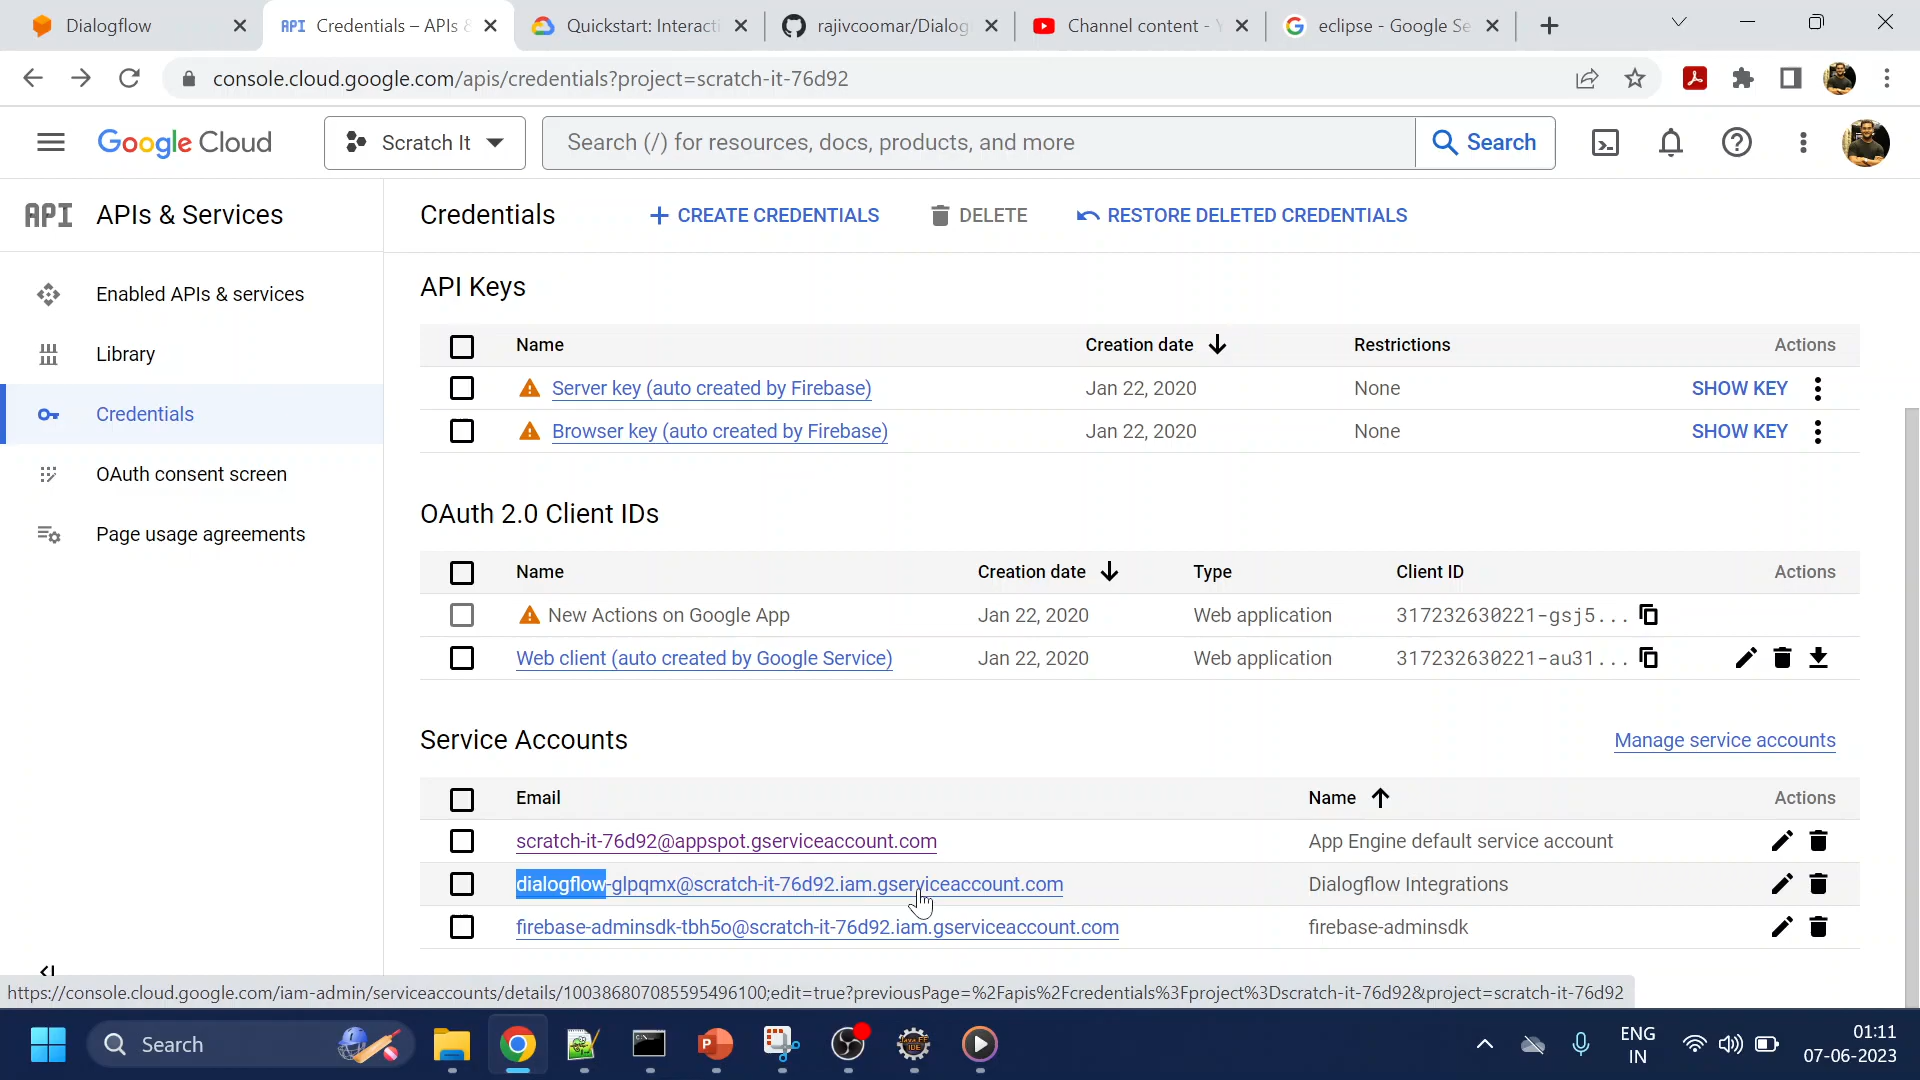 Dialogflow
API Credentials – APIs &
Quickstart: Interacti
rajivcoomar/Dialog
Channel content - Y
eclipse - Google Se
console.cloud.google.com/apis/credentials?project=scratch-it-76d92
Google Cloud
Scratch It
Search (/) for resources, docs, products, and more
Search
API APIs & Services
Credentials
CREATE CREDENTIALS
DELETE
RESTORE DELETED CREDENTIALS
Enabled APIs & services
Library
Credentials
OAuth consent screen
Page usage agreements
API Keys
Name Creation date Restrictions Actions
Server key (auto created by Firebase) Jan 22, 2020 None SHOW KEY
Browser key (auto created by Firebase) Jan 22, 2020 None SHOW KEY
OAuth 2.0 Client IDs
Name Creation date Type Client ID Actions
New Actions on Google App Jan 22, 2020 Web application 317232630221-gsj5...
Web client (auto created by Google Service) Jan 22, 2020 Web application 317232630221-au31...
Service Accounts Manage service accounts
Email Name Actions
scratch-it-76d92@appspot.gserviceaccount.com App Engine default service account
dialogflow-glpqmx@scratch-it-76d92.iam.gserviceaccount.com Dialogflow Integrations
firebase-adminsdk-tbh5o@scratch-it-76d92.iam.gserviceaccount.com firebase-adminsdk
https://console.cloud.google.com/iam-admin/serviceaccounts/details/100386807085595496100;edit=true?previousPage=%2Fapis%2Fcredentials%3Fproject%3Dscratch-it-76d92&project=scratch-it-76d92
Search
ENG
IN
01:11
07-06-2023